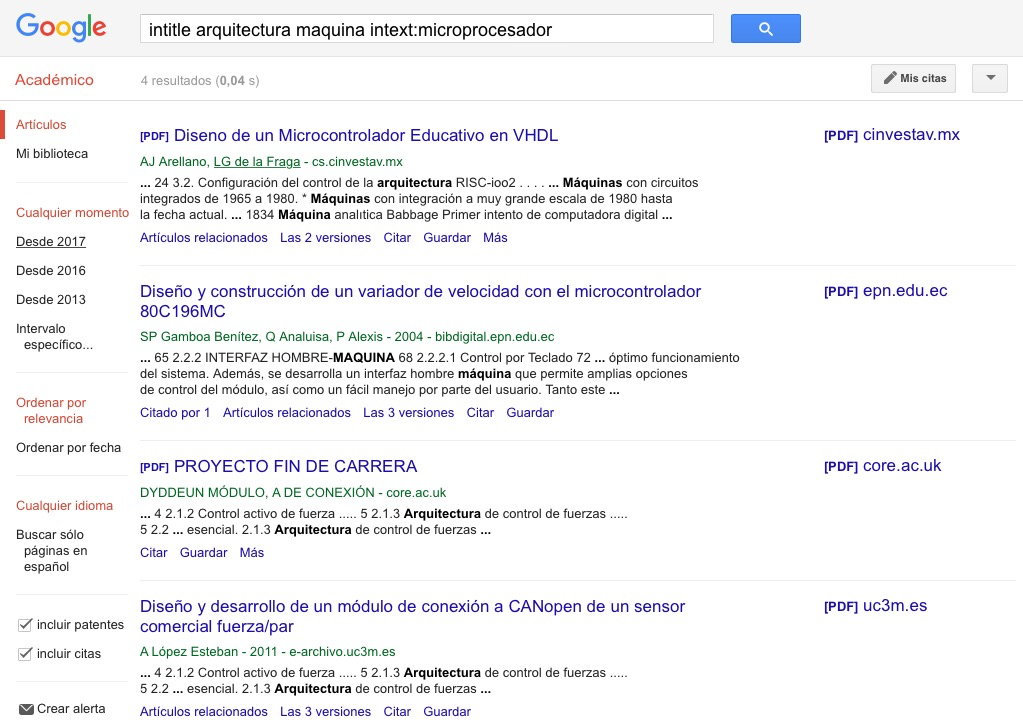 Google
intitle arquitectura maquina intext:microprocesador
Académico
4 resultados (0,04 s)
Mis citas
Artículos
Mi biblioteca
Cualquier momento
Desde 2017
Desde 2016
Desde 2013
Intervalo
específico...
Ordenar por
relevancia
Ordenar por fecha
Cualquier idioma
Buscar sólo
páginas en
español
incluir patentes
incluir citas
Crear alerta
[PDF] Diseno de un Microcontrolador Educativo en VHDL
[PDF] cinvestav.mx
AJ Arellano, LG de la Fraga - cs.cinvestav.mx
... 24 3.2. Configuración del control de la arquitectura RISC-ioo2 . . . . ... Máquinas con circuitos
integrados de 1965 a 1980. * Máquinas con integración a muy grande escala de 1980 hasta
la fecha actual. ... 1834 Máquina analıtica Babbage Primer intento de computadora digital ...
Artículos relacionados Las 2 versiones Citar Guardar Más
Diseño y construcción de un variador de velocidad con el microcontrolador
80C196MC
[PDF] epn.edu.ec
SP Gamboa Benítez, Q Analuisa, P Alexis - 2004 - bibdigital.epn.edu.ec
... 65 2.2.2 INTERFAZ HOMBRE-MAQUINA 68 2.2.2.1 Control por Teclado 72 ... óptimo funcionamiento
del sistema. Además, se desarrolla un interfaz hombre máquina que permite amplias opciones
de control del módulo, así como un fácil manejo por parte del usuario. Tanto este ...
Citado por 1 Artículos relacionados Las 3 versiones Citar Guardar
[PDF] PROYECTO FIN DE CARRERA
[PDF] core.ac.uk
DYDDEUN MÓDULO, A DE CONEXIÓN - core.ac.uk
... 4 2.1.2 Control activo de fuerza ..... 5 2.1.3 Arquitectura de control de fuerzas .....
5 2.2 ... esencial. 2.1.3 Arquitectura de control de fuerzas ...
Citar Guardar Más
Diseño y desarrollo de un módulo de conexión a CANopen de un sensor
comercial fuerza/par
[PDF] uc3m.es
A López Esteban - 2011 - e-archivo.uc3m.es
... 4 2.1.2 Control activo de fuerza ..... 5 2.1.3 Arquitectura de control de fuerzas .....
5 2.2 ... esencial. 2.1.3 Arquitectura de control de fuerzas ...
Artículos relacionados Las 3 versiones Citar Guardar